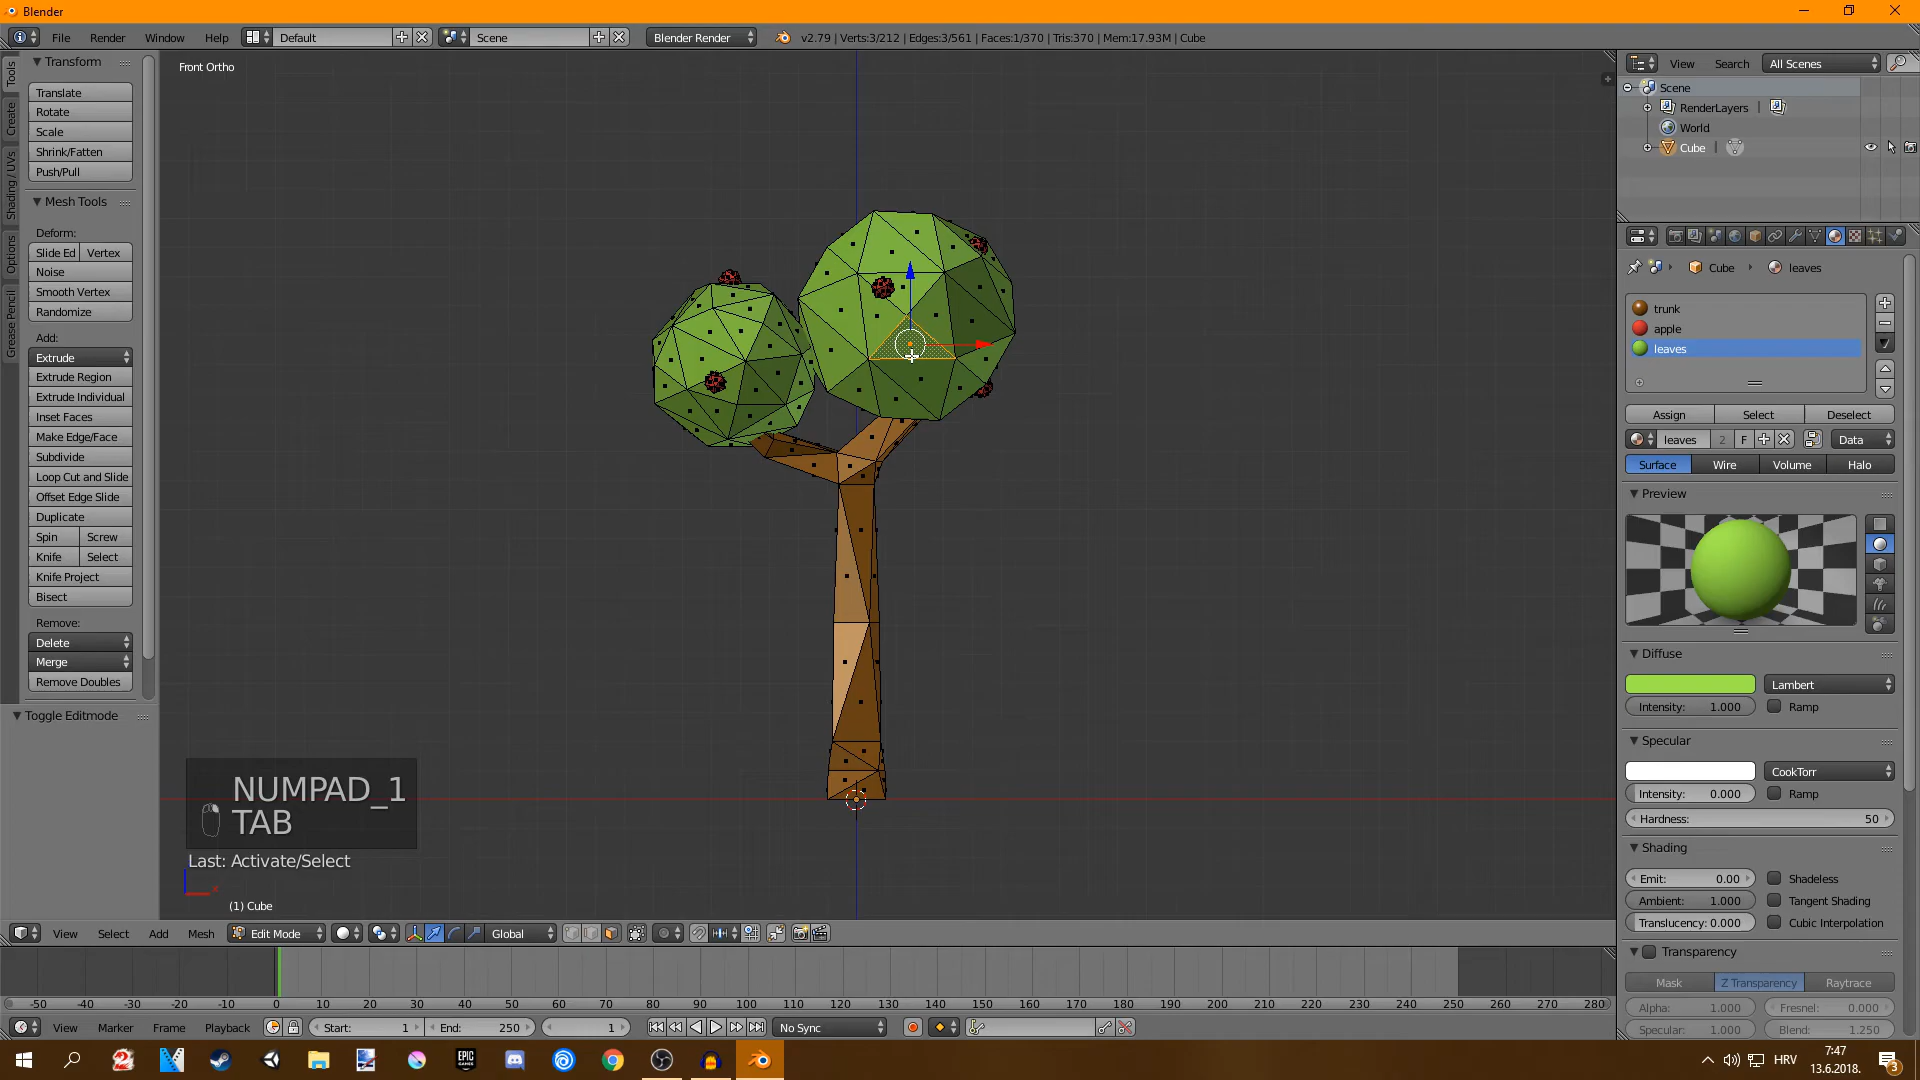 Blender
File Render Window Help Default Scene Blender Render v2.79 | Verts:3/212 | Edges:3/561 | Faces:1/370 | Tris:370 | Mem:17.93M | Cube
Tools
Create
Shading / UVs
Options
Grease Pencil
Transform
Translate
Rotate
Scale
Shrink/Fatten
Push/Pull
Mesh Tools
Deform:
Slide Ed Vertex
Noise
Smooth Vertex
Randomize
Add:
Extrude
Extrude Region
Extrude Individual
Inset Faces
Make Edge/Face
Subdivide
Loop Cut and Slide
Offset Edge Slide
Duplicate
Spin Screw
Knife Select
Knife Project
Bisect
Remove:
Delete
Merge
Remove Doubles
Toggle Editmode
Front Ortho
NUMPAD_1
TAB
Last: Activate/Select
x
(1) Cube
View Select Add Mesh Edit Mode Global
View Search All Scenes
Scene
RenderLayers |
World
Cube |
Cube leaves
trunk
apple
leaves
Assign Select Deselect
leaves 2 F Data
Surface Wire Volume Halo
Preview
Diffuse
Lambert
Intensity: 1.000 Ramp
Specular
CookTorr
Intensity: 0.000 Ramp
Hardness: 50
Shading
Emit: 0.00 Shadeless
Ambient: 1.000 Tangent Shading
Translucency: 0.000 Cubic Interpolation
Transparency
Mask Z Transparency Raytrace
Alpha: 1.000 Fresnel: 0.000
Specular: 1.000 Blend: 1.250
-50 -40 -30 -20 -10 0 10 20 30 40 50 60 70 80 90 100 110 120 130 140 150 160 170 180 190 200 210 220 230 240 250 260 270 280
View Marker Frame Playback Start: 1 End: 250 1 No Sync
EPIC GAMES
HRV
7:47
13.6.2018.
3